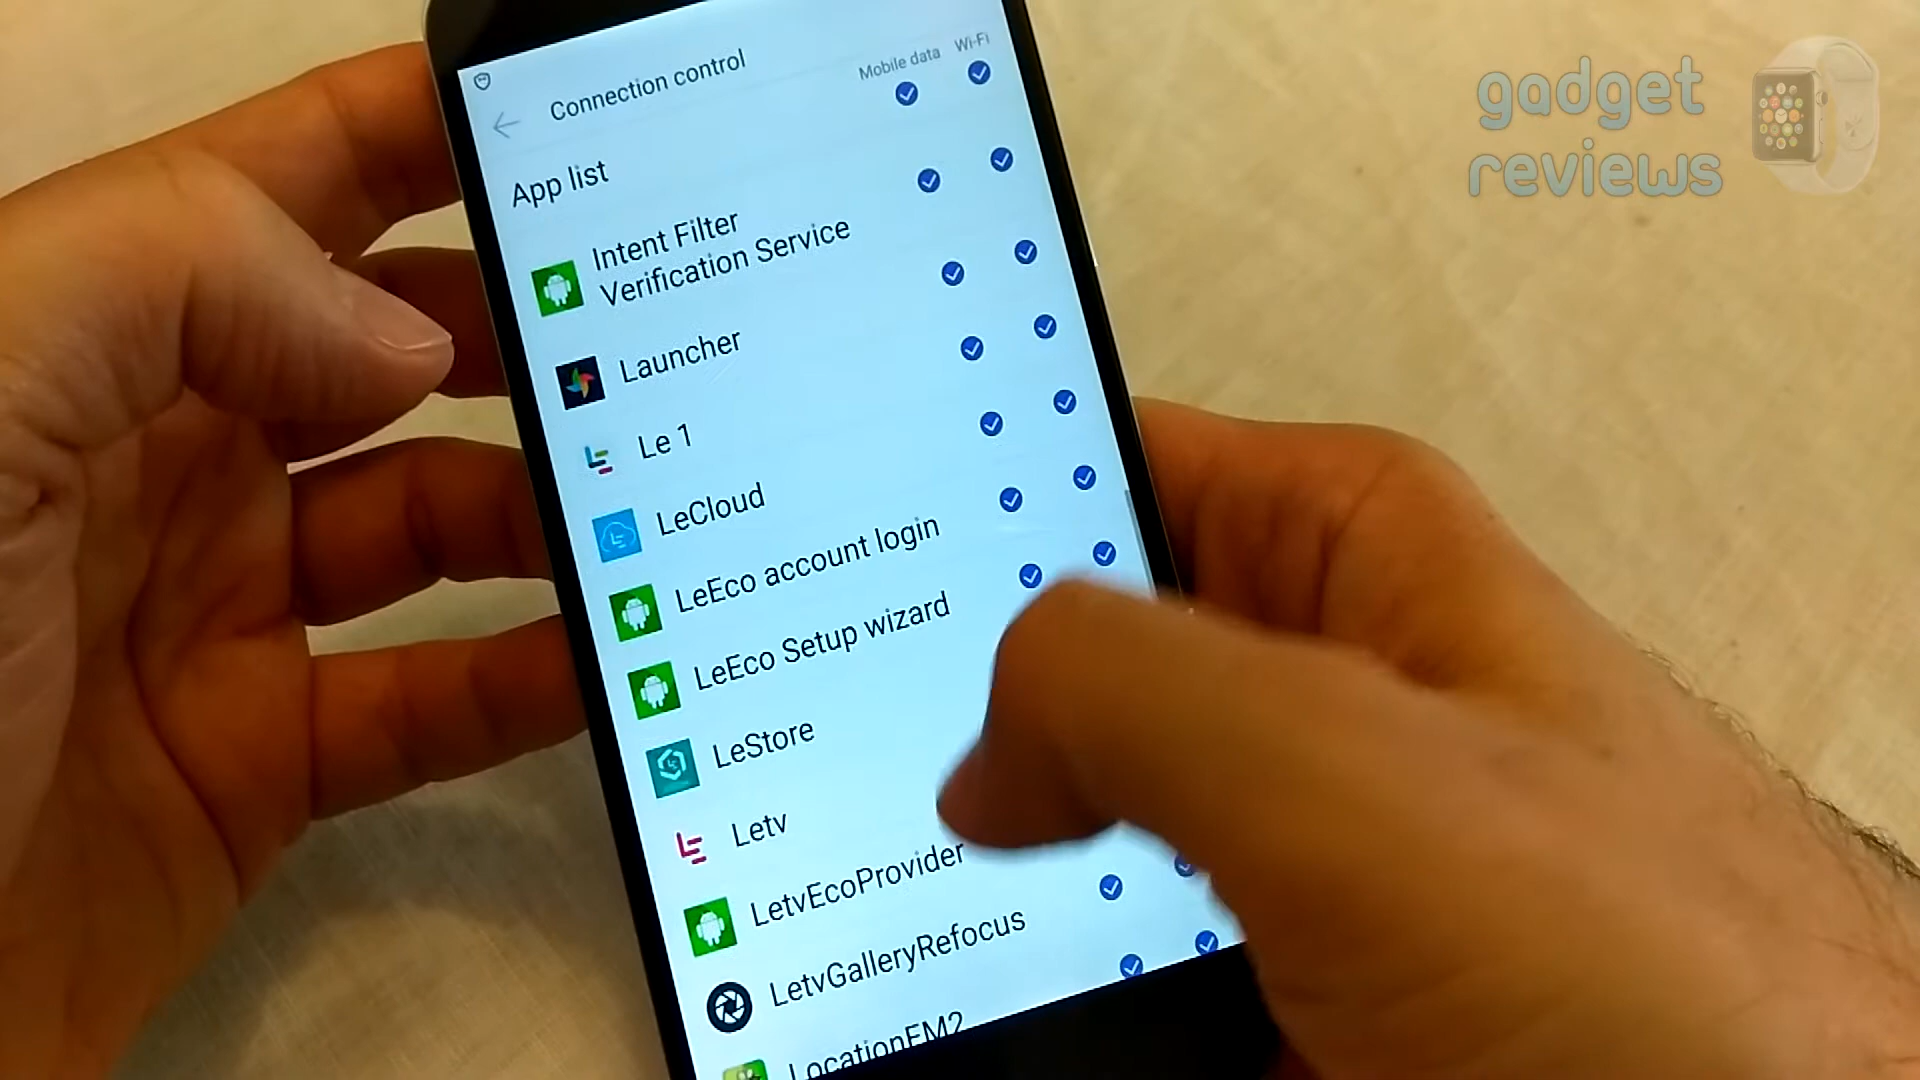 gadget
reviews
Connection control
Mobile data
Wi-Fi
App list
Intent Filter
Verification Service
Launcher
Le 1
LeCloud
LeEco account login
LeEco Setup wizard
LeStore
Letv
LetvEcoProvider
LetvGalleryRefocus
LocationEM2